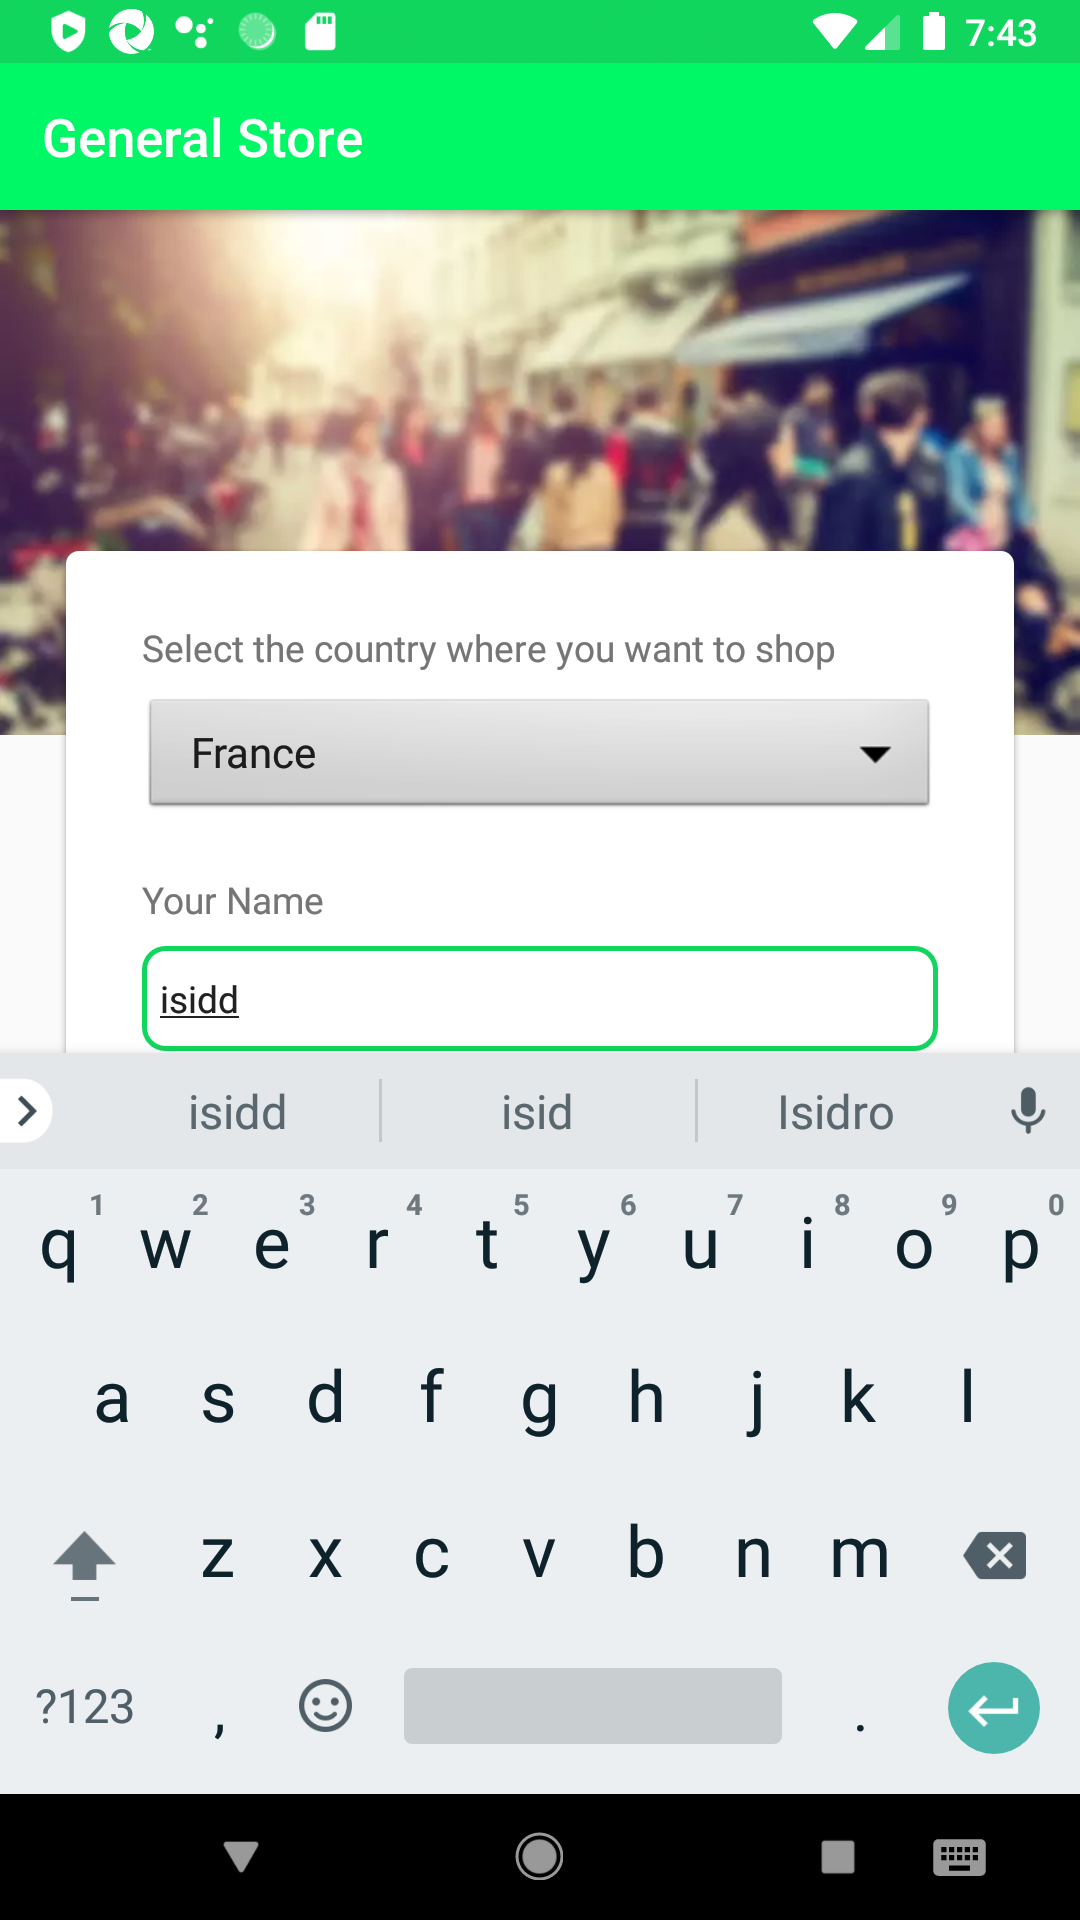 7:43
General Store
Select the country where you want to shop
France
Your Name
isidd
isidd isid Isidro
1 2 3 4 5 6 7 8 9 0
q w e r t y u i o p
a s d f g h j k l
z x c v b n m
?123 , .